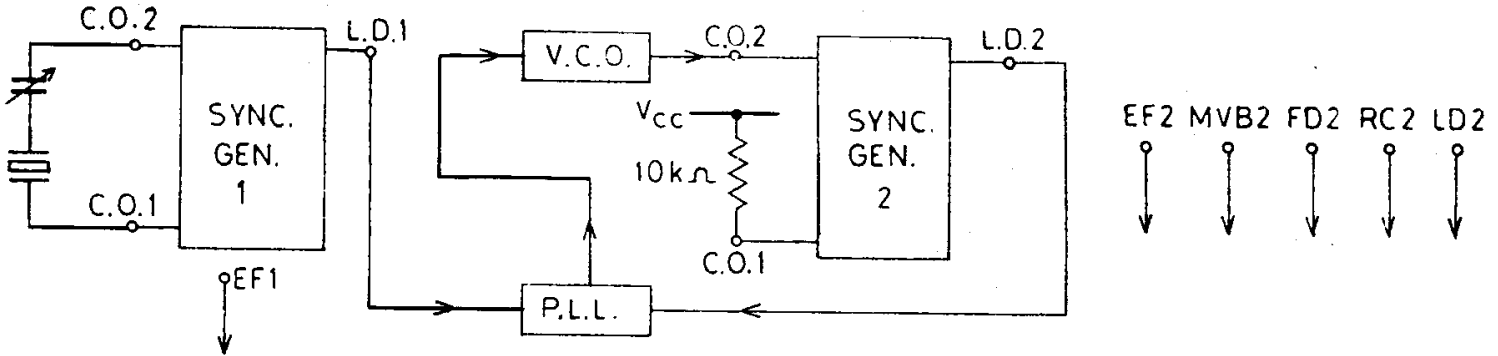 C.O.2
L.D.1
SYNC.
GEN.
1
C.O.1
EF1
V.C.O.
C.O.2
L.D.2
VCC
10kΩ
SYNC.
GEN.
2
C.O.1
P.L.L.
EF2 MVB2 FD2 RC2 LD2